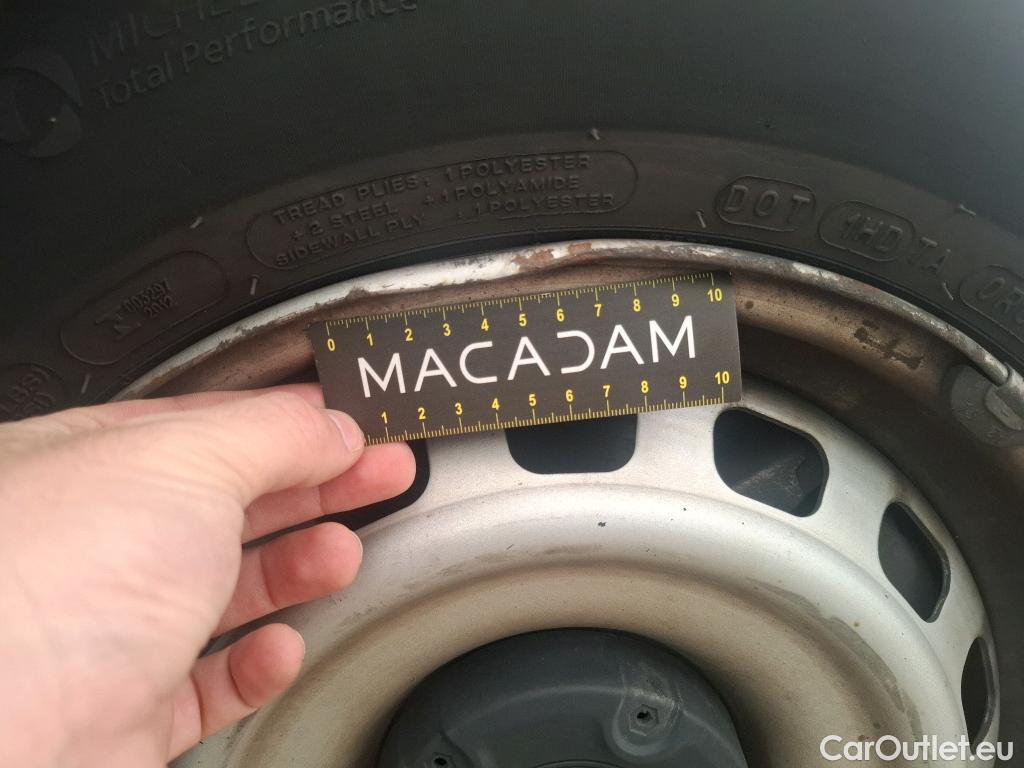 Total Performance
TREAD PLIES: 1 POLYESTER
+ 2 STEEL + 1 POLYAMIDE
SIDEWALL PLY + 1 POLYESTER
DOT
1HD TA
N 003297
0 1 2 3 4 5 6 7 8 9 10
MACADAM
1 2 3 4 5 6 7 8 9 10
CarOutlet.eu